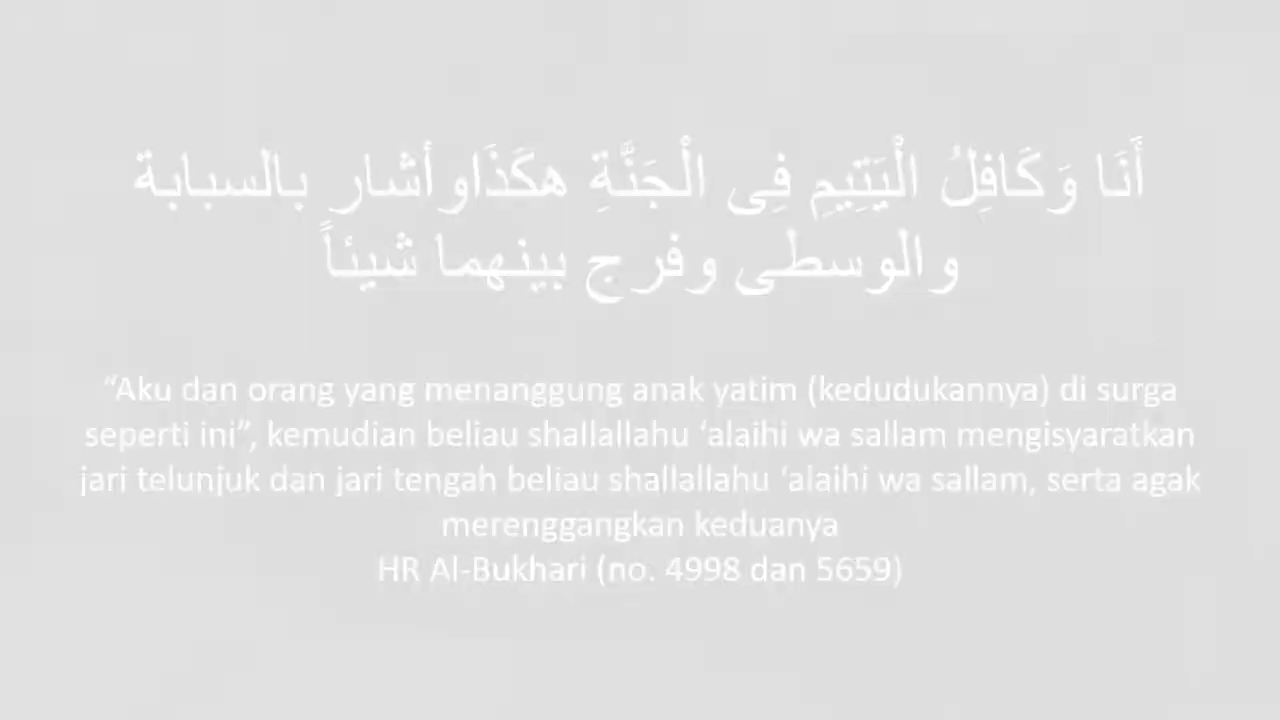 أَنَا وَكَافِلُ الْيَتِيمِ فِى الْجَنَّةِ هكَذَاوأشار بالسبابة
والوسطى وفرج بينهما شيئاً
“Aku dan orang yang menanggung anak yatim (kedudukannya) di surga
seperti ini”, kemudian beliau shallallahu ‘alaihi wa sallam mengisyaratkan
jari telunjuk dan jari tengah beliau shallallahu ‘alaihi wa sallam, serta agak
merenggangkan keduanya
HR Al-Bukhari (no. 4998 dan 5659)